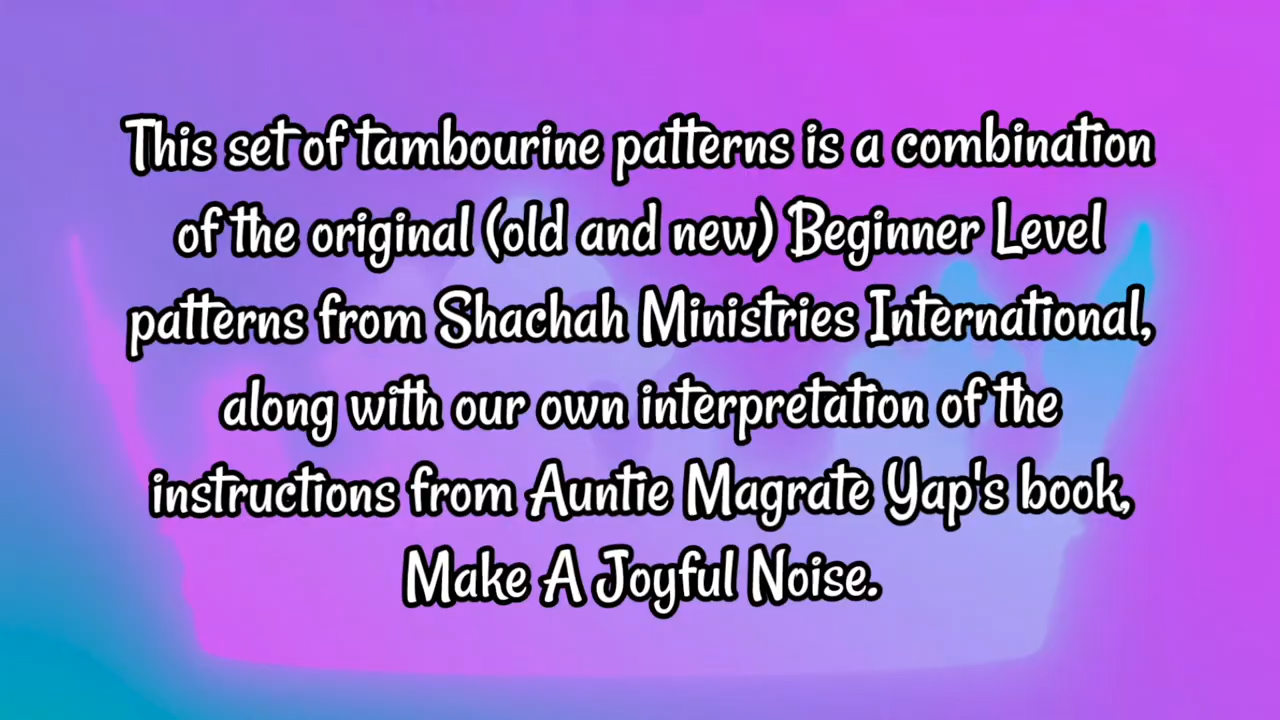 This set of tambourine patterns is a combination
of the original (old and new) Beginner Level
patterns from Shachah Ministries International,
along with our own interpretation of the
instructions from Auntie Magrate Yap's book,
Make A Joyful Noise.